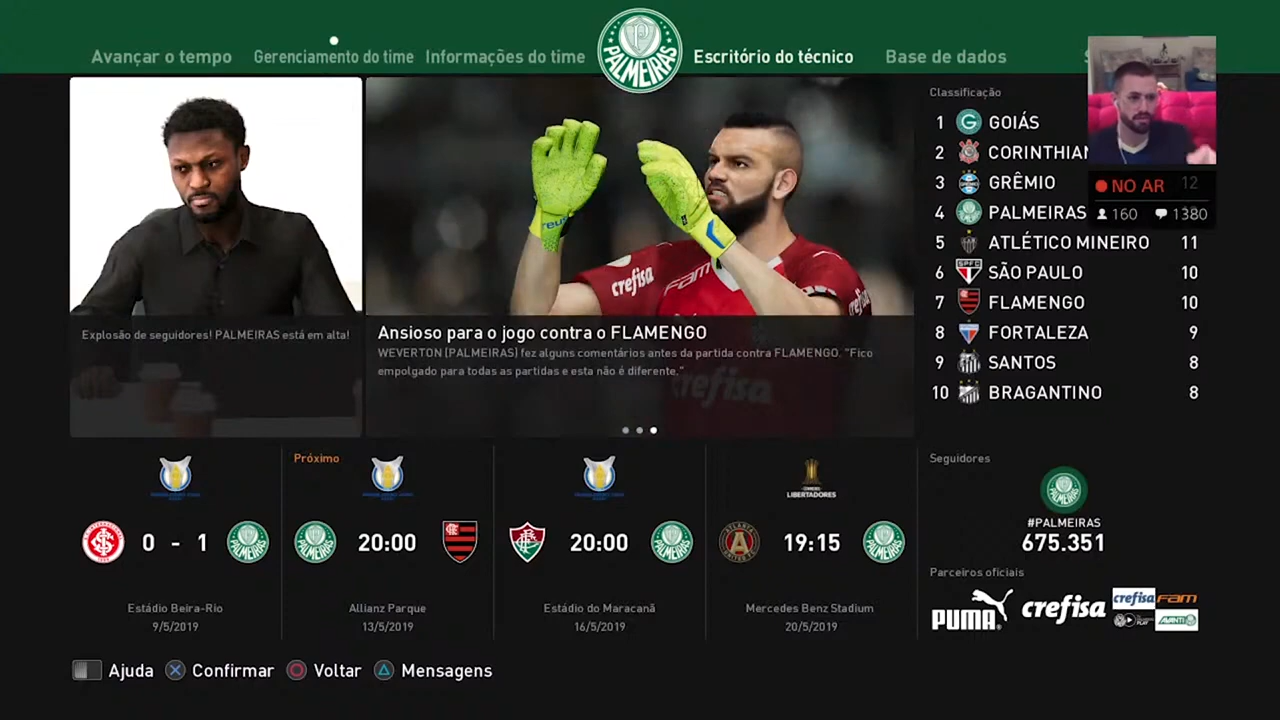 Avançar o tempo
Gerenciamento do time
Informações do time
PALMEIRAS
Escritório do técnico
Base de dados
Explosão de seguidores! PALMEIRAS está em alta!
crefisa
FAM
Ansioso para o jogo contra o FLAMENGO
WEVERTON (PALMEIRAS) fez alguns comentários antes da partida contra FLAMENGO. "Fico
empolgado para todas as partidas e esta não é diferente."
crefisa
Classificação
1 GOIÁS
2 CORINTHIAN
3 GRÊMIO 12
4 PALMEIRAS
5 ATLÉTICO MINEIRO 11
6 SÃO PAULO 10
7 FLAMENGO 10
8 FORTALEZA 9
9 SANTOS 8
10 BRAGANTINO 8
NO AR
160 1380
0 - 1
Estádio Beira-Rio
9/5/2019
Próximo
20:00
Allianz Parque
13/5/2019
20:00
Estádio do Maracanã
16/5/2019
LIBERTADORES
19:15
Mercedes Benz Stadium
20/5/2019
Seguidores
#PALMEIRAS
675.351
Parceiros oficiais
PUMA
crefisa
crefisa FAM
AVANTI
Ajuda
Confirmar
Voltar
Mensagens